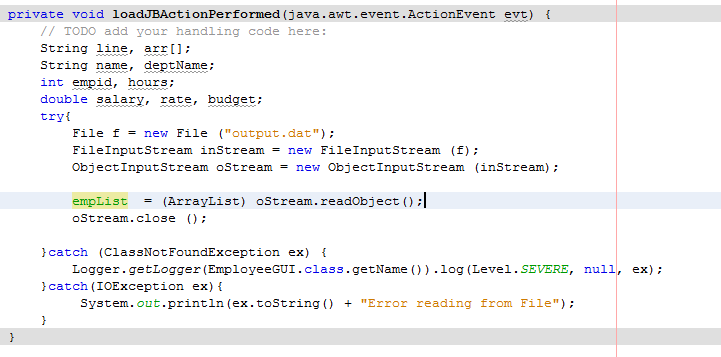 private void loadJBActionPerformed(java.awt.event.ActionEvent evt) {
    // TODO add your handling code here:
    String line, arr[];
    String name, deptName;
    int empid, hours;
    double salary, rate, budget;
    try{
        File f = new File ("output.dat");
        FileInputStream inStream = new FileInputStream (f);
        ObjectInputStream oStream = new ObjectInputStream (inStream);
        empList  = (ArrayList) oStream.readObject();
        oStream.close ();
    }catch (ClassNotFoundException ex) {
        Logger.getLogger(EmployeeGUI.class.getName()).log(Level.SEVERE, null, ex);
    }catch(IOException ex){
         System.out.println(ex.toString() + "Error reading from File");
    }
}